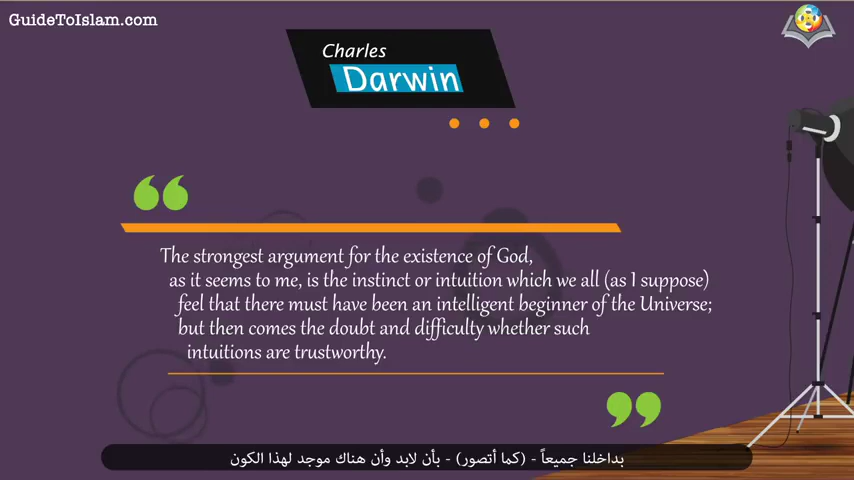 GuideToIslam.com
Charles
Darwin
The strongest argument for the existence of God,
as it seems to me, is the instinct or intuition which we all (as I suppose)
feel that there must have been an intelligent beginner of the Universe;
but then comes the doubt and difficulty whether such
intuitions are trustworthy.
بداخلنا جميعاً - (كما أتصور) - بأن لابد وأن هناك موجد لهذا الكون